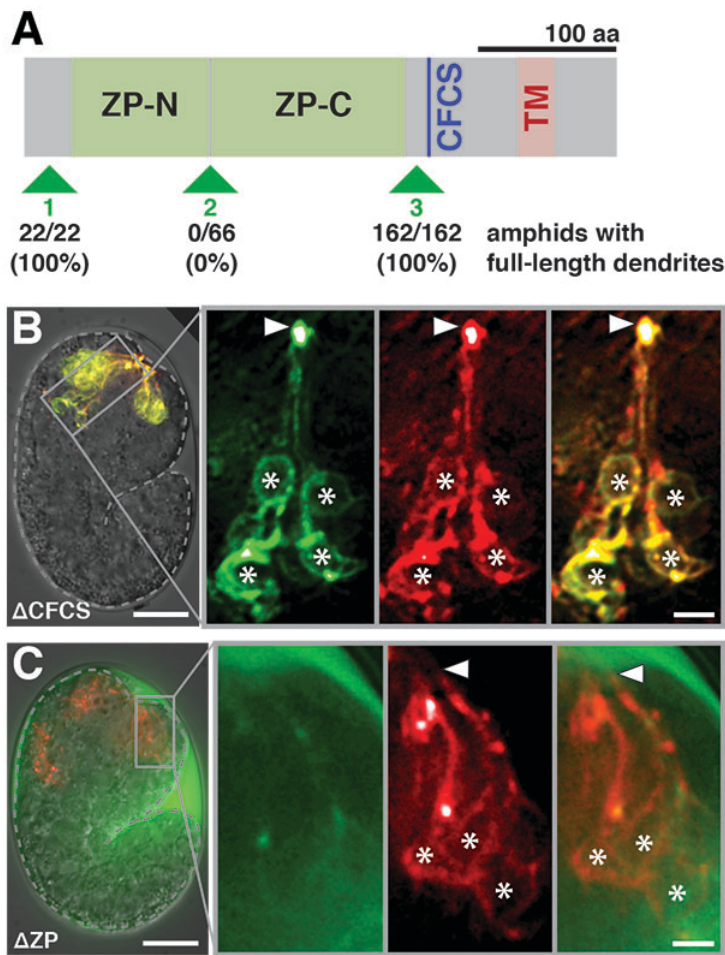 A
100 aa
ZP-N
ZP-C
CFCS
TM
1
2
3
22/22
0/66
162/162
amphids with
(100%)
(0%)
(100%)
full-length dendrites
B
*
*
*
*
*
*
*
*
*
*
*
*
ΔCFCS
C
*
*
*
*
*
*
ΔZP